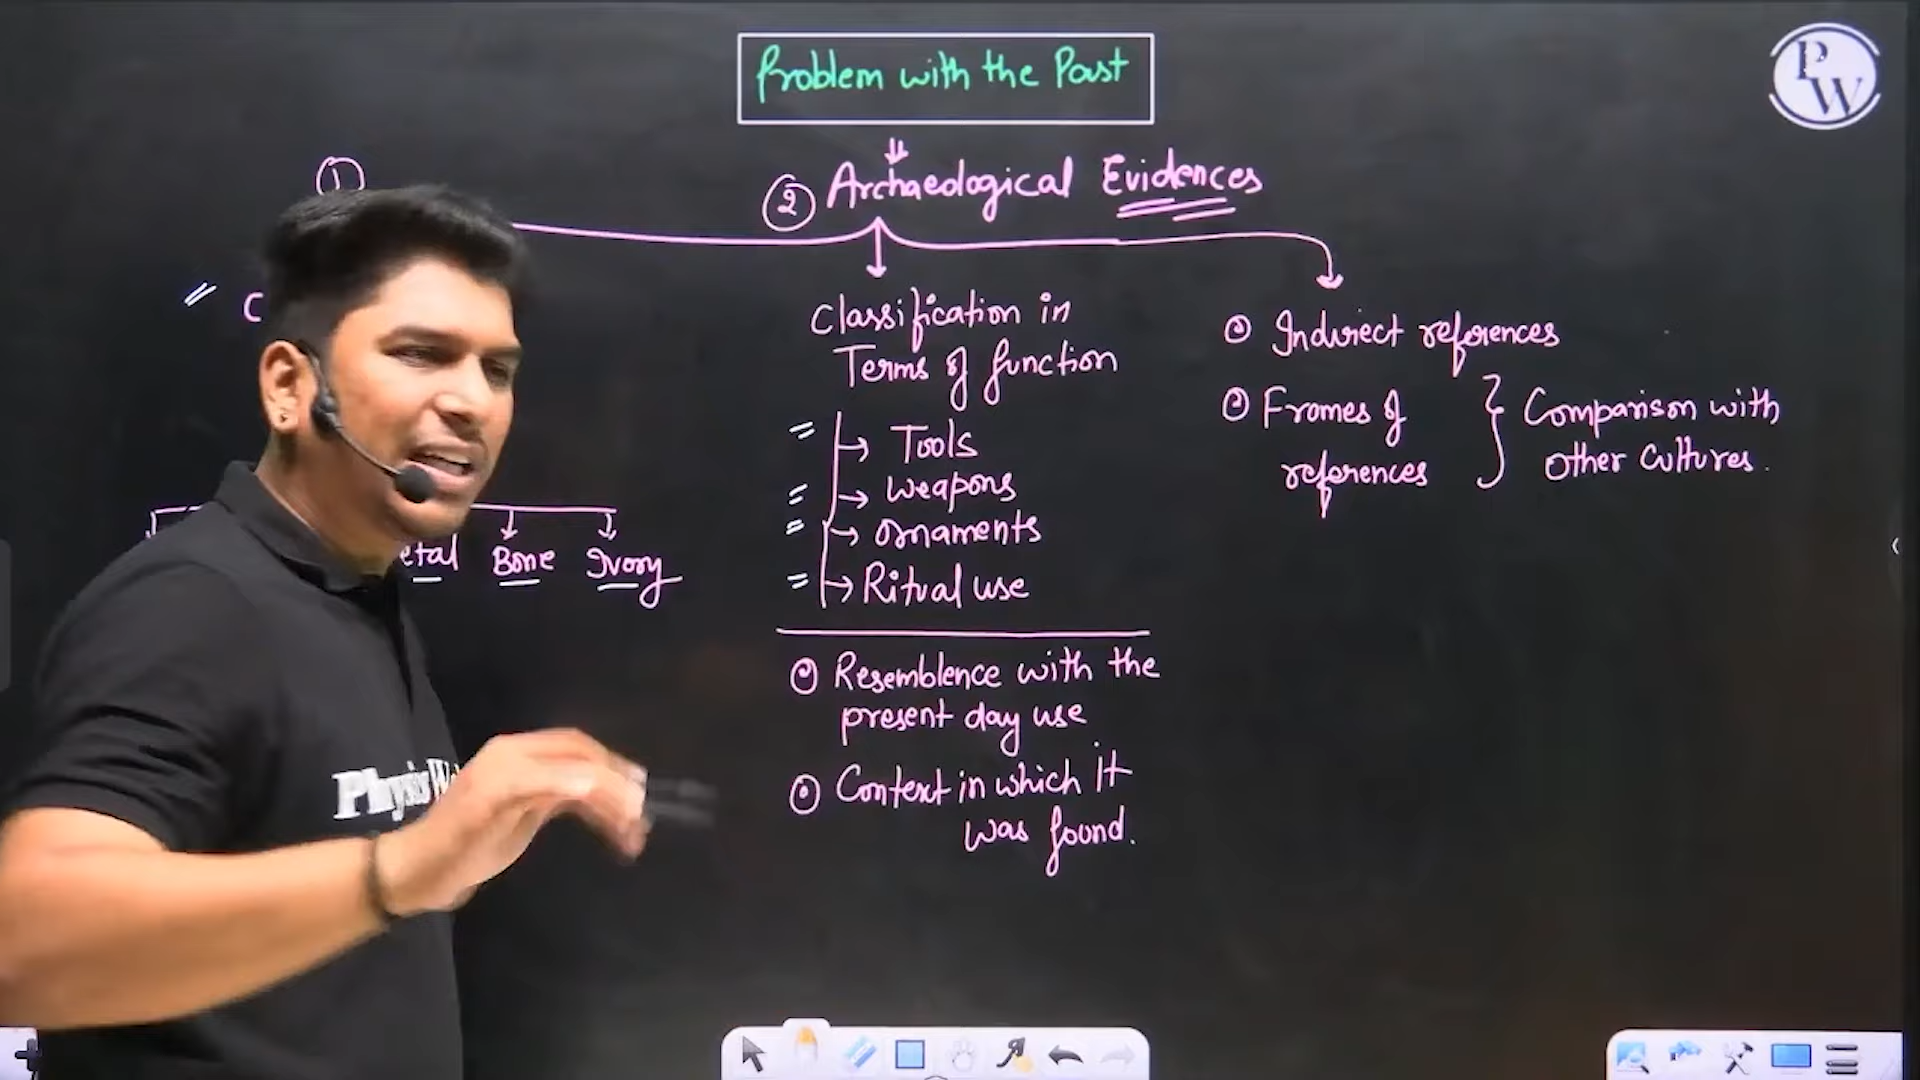 Problem with the Past
P
W
1
2 Archaeological Evidences
C
Classification in
Terms of function
Tools
Weapons
Ornaments
Ritual use
Resemblence with the
present day use
Context in which it
was found.
Indirect references
Frames of
references
Comparison with
other Cultures.
etal Bone Ivory
Physics